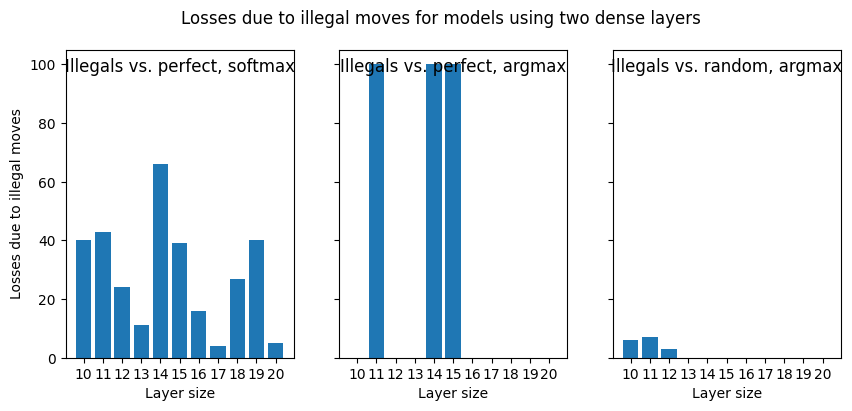 Losses due to illegal moves for models using two dense layers
Illegals vs. perfect, softmax
Illegals vs. perfect, argmax
Illegals vs. random, argmax
Losses due to illegal moves
100
80
60
40
20
0
10 11 12 13 14 15 16 17 18 19 20
10 11 12 13 14 15 16 17 18 19 20
10 11 12 13 14 15 16 17 18 19 20
Layer size
Layer size
Layer size